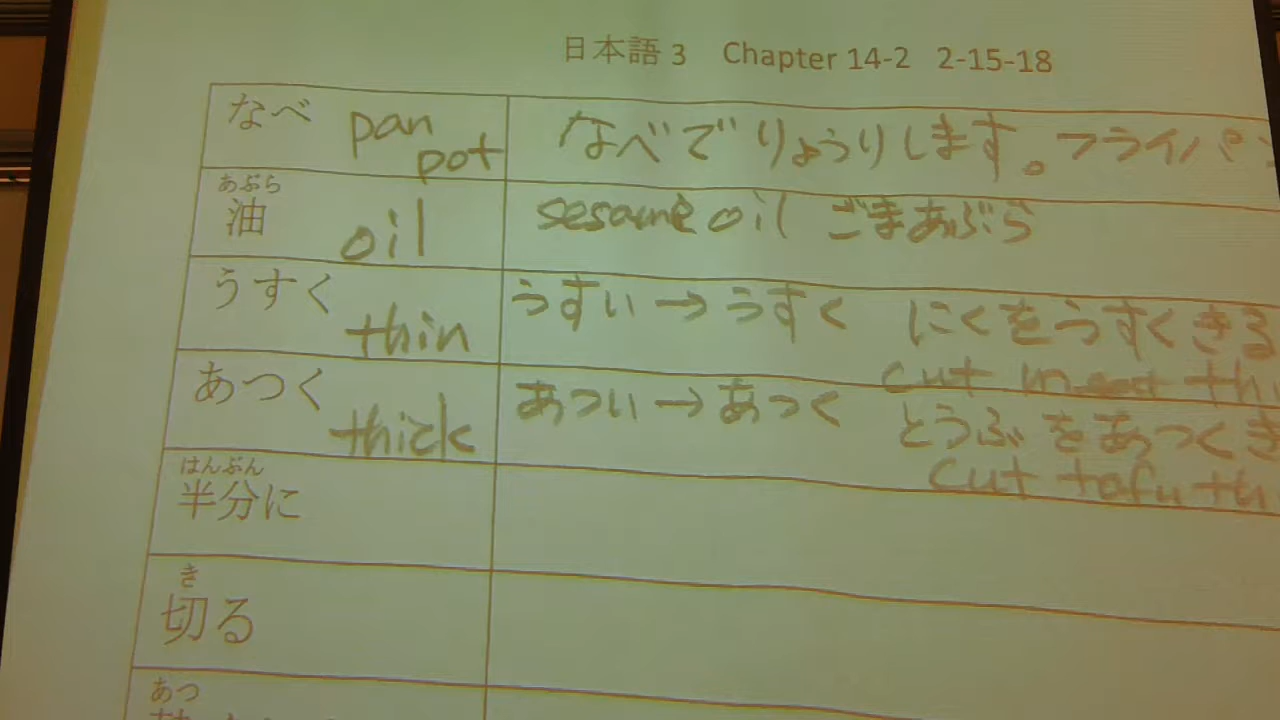 日本語 3 Chapter 14-2 2-15-18
なべ pan pot なべで りょうりします。フライパ
あぶら
油 oil sesame oil ごまあぶら
うすく thin うすい → うすく にくをうすくきる
cut meat
あつく thick あつい → あつく とうふをあつく
cut tofu
はんぶん
半分に
き
切る
あつ